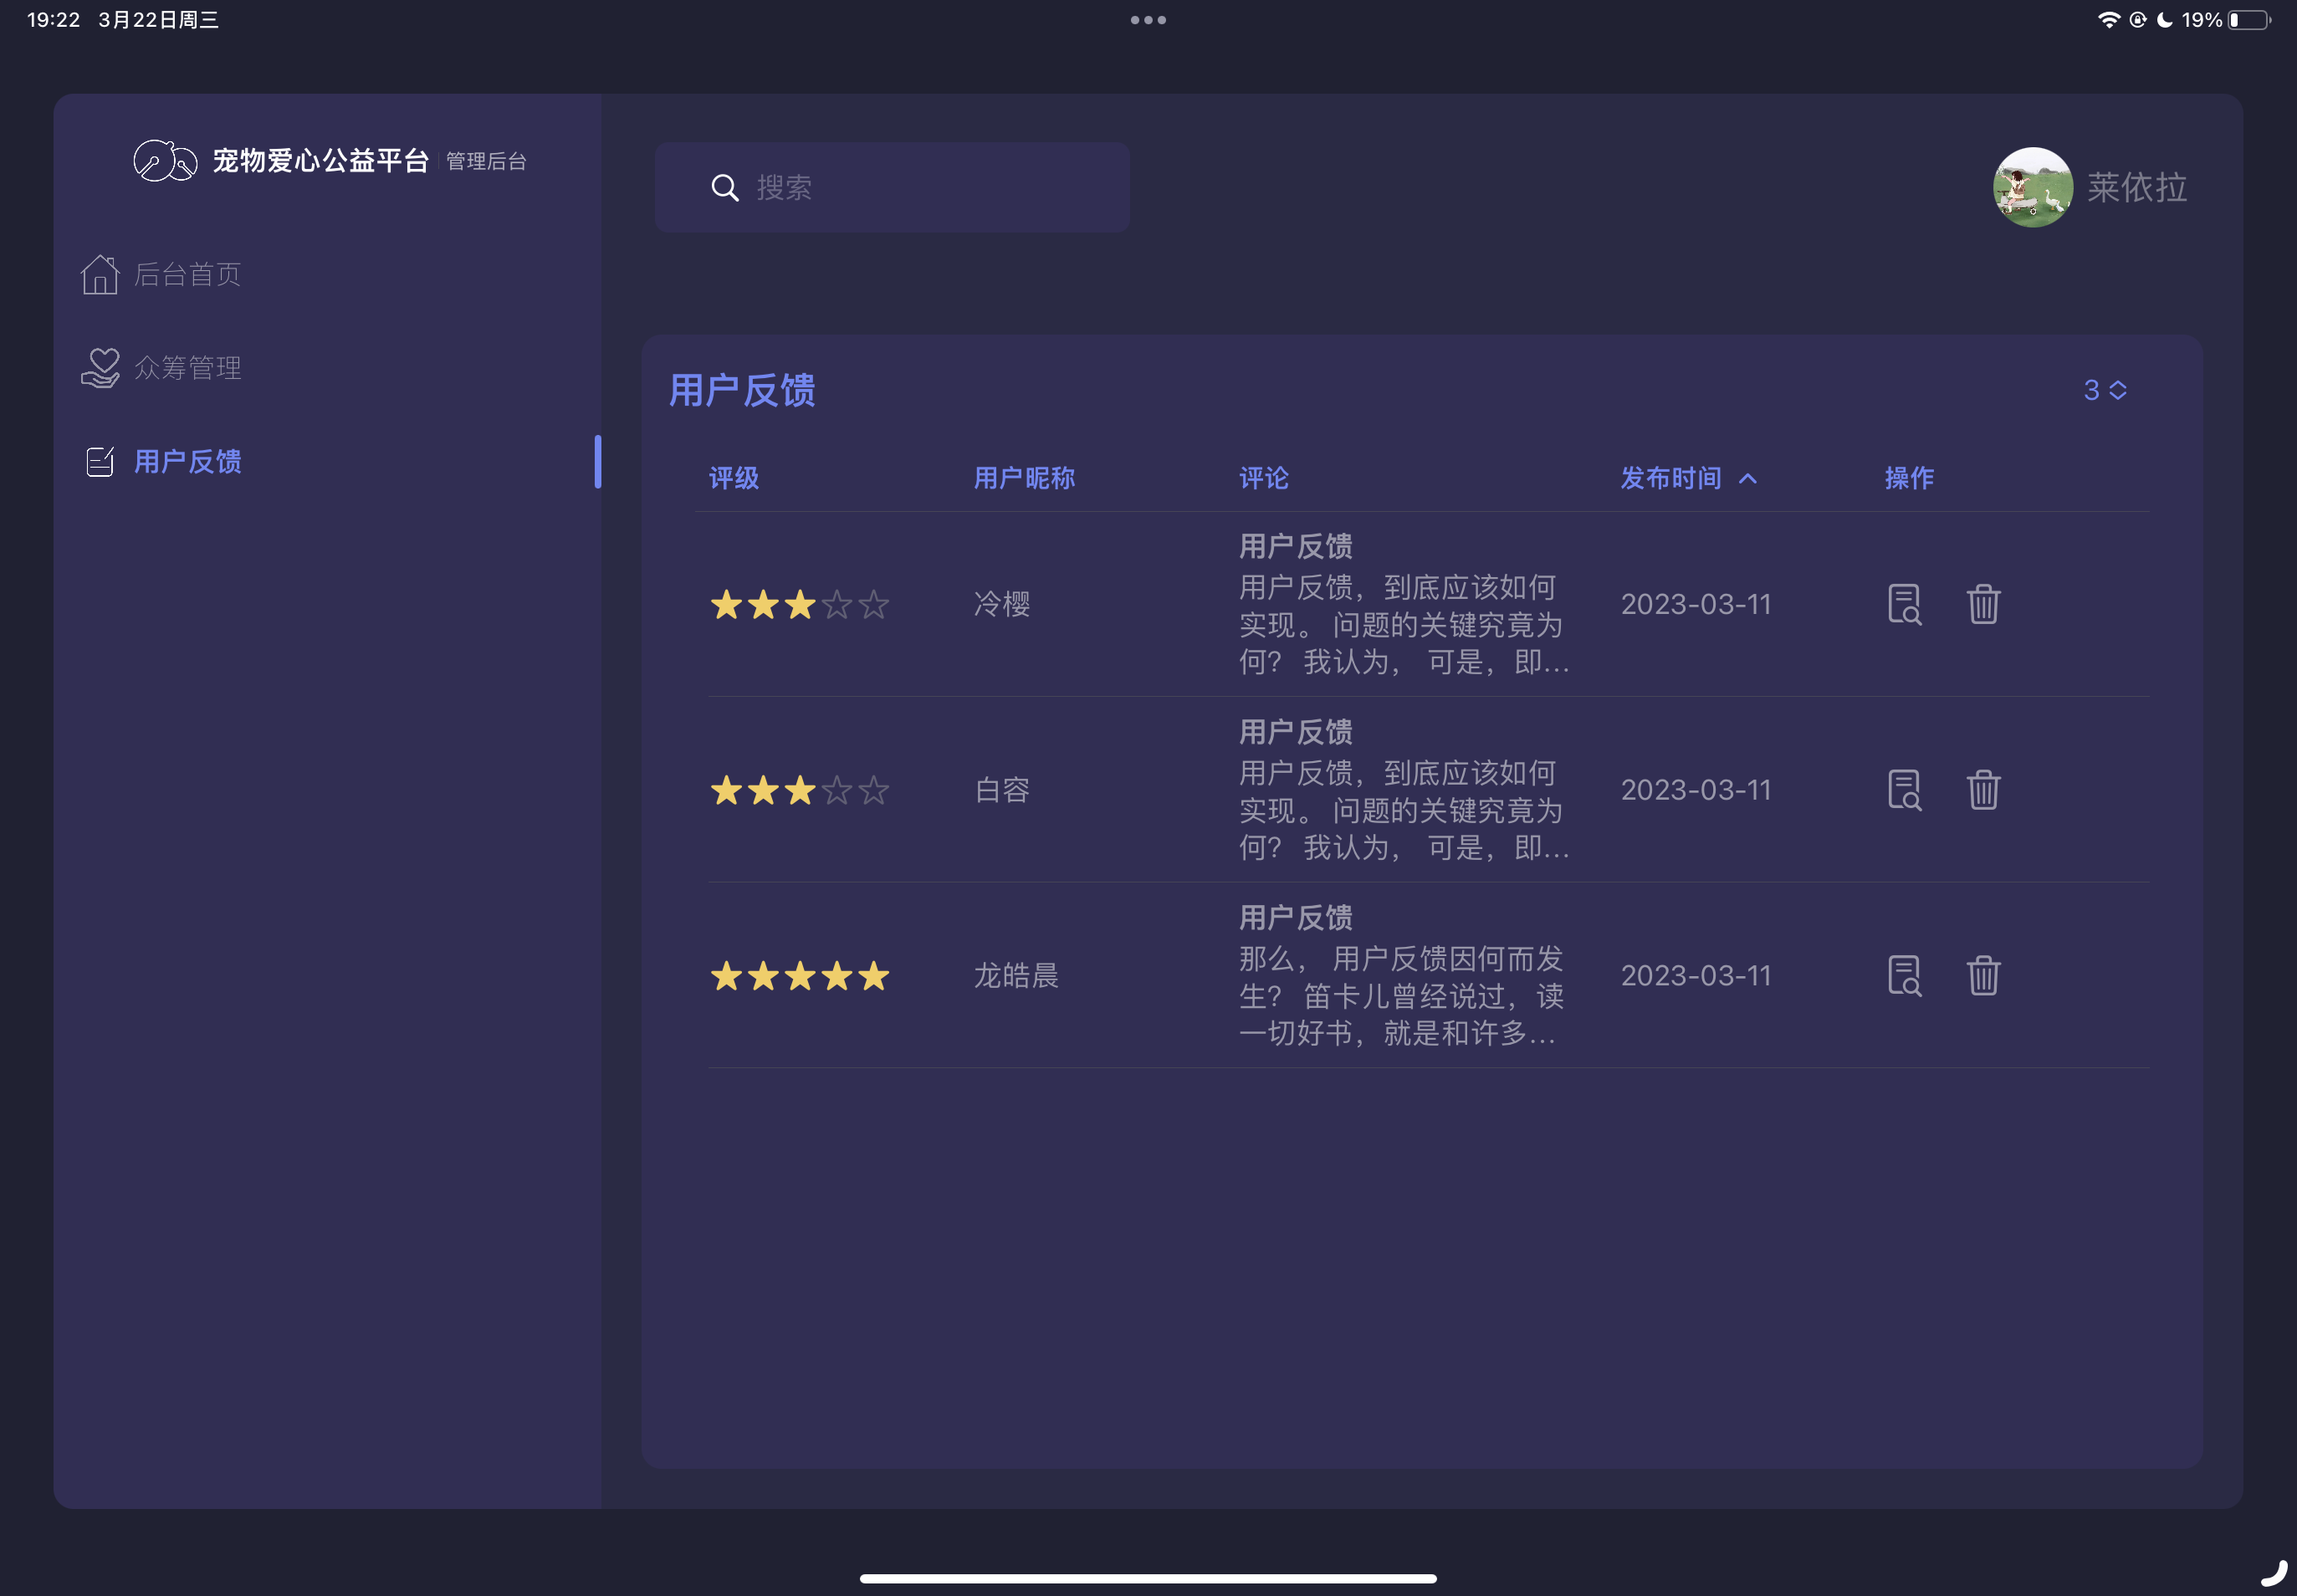 19:22 3月22日周三
19%
宠物爱心公益平台 管理后台
搜索
莱依拉
后台首页
众筹管理
用户反馈
用户反馈
3
评级 用户昵称 评论 发布时间 操作
用户反馈
用户反馈，到底应该如何
实现。 问题的关键究竟为
何？ 我认为， 可是，即...
冷樱
2023-03-11
用户反馈
用户反馈，到底应该如何
实现。 问题的关键究竟为
何？ 我认为， 可是，即...
白容
2023-03-11
用户反馈
那么， 用户反馈因何而发
生？ 笛卡儿曾经说过，读
一切好书，就是和许多...
龙皓晨
2023-03-11